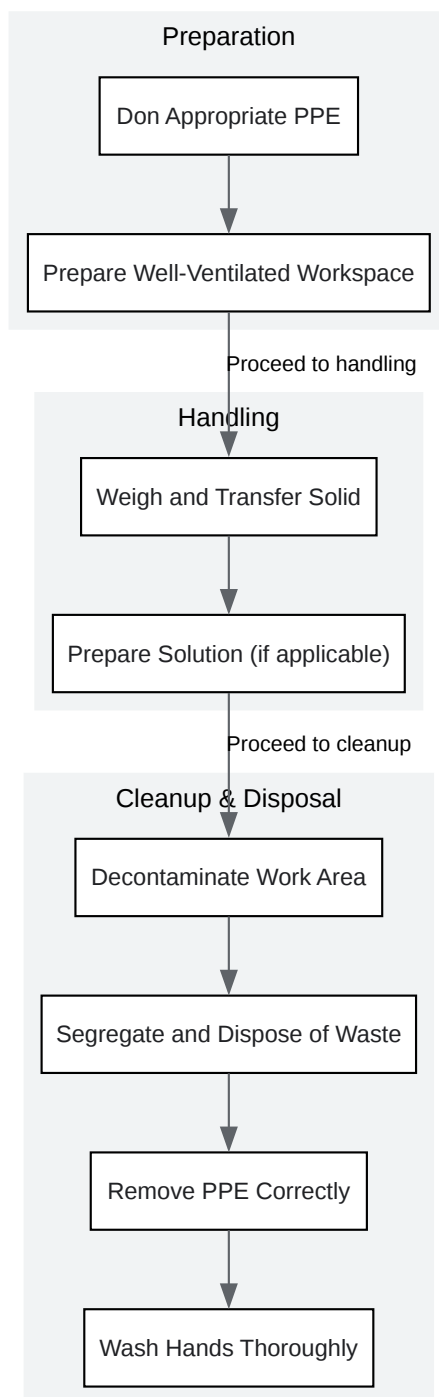 Preparation
Don Appropriate PPE
Prepare Well-Ventilated Workspace
Proceed to handling
Handling
Weigh and Transfer Solid
Prepare Solution (if applicable)
Proceed to cleanup
Cleanup & Disposal
Decontaminate Work Area
Segregate and Dispose of Waste
Remove PPE Correctly
Wash Hands Thoroughly